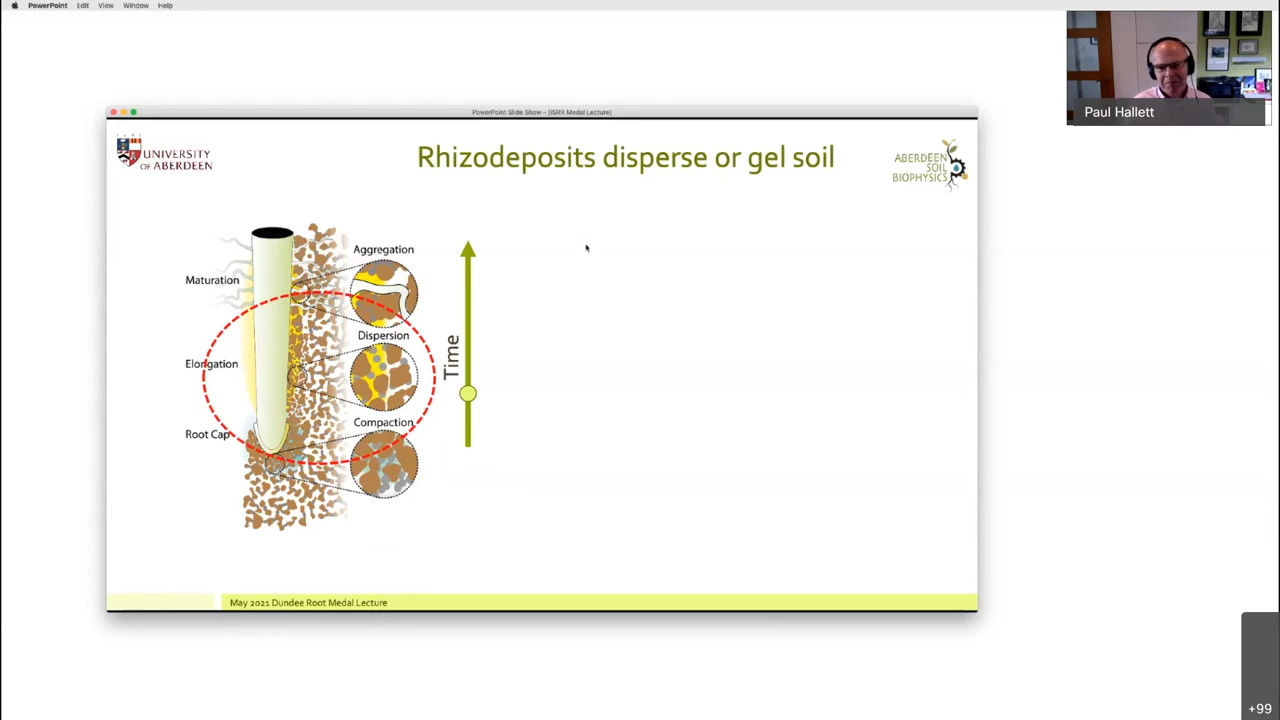 PowerPoint Edit View Window Help
Paul Hallett
PowerPoint Slide Show - [ISRR Medal Lecture]
UNIVERSITY
OF ABERDEEN
Rhizodeposits disperse or gel soil
ABERDEEN
SOIL
BIOPHYSICS
Aggregation
Maturation
Dispersion
Elongation
Time
Compaction
Root Cap
May 2021 Dundee Root Medal Lecture
+99